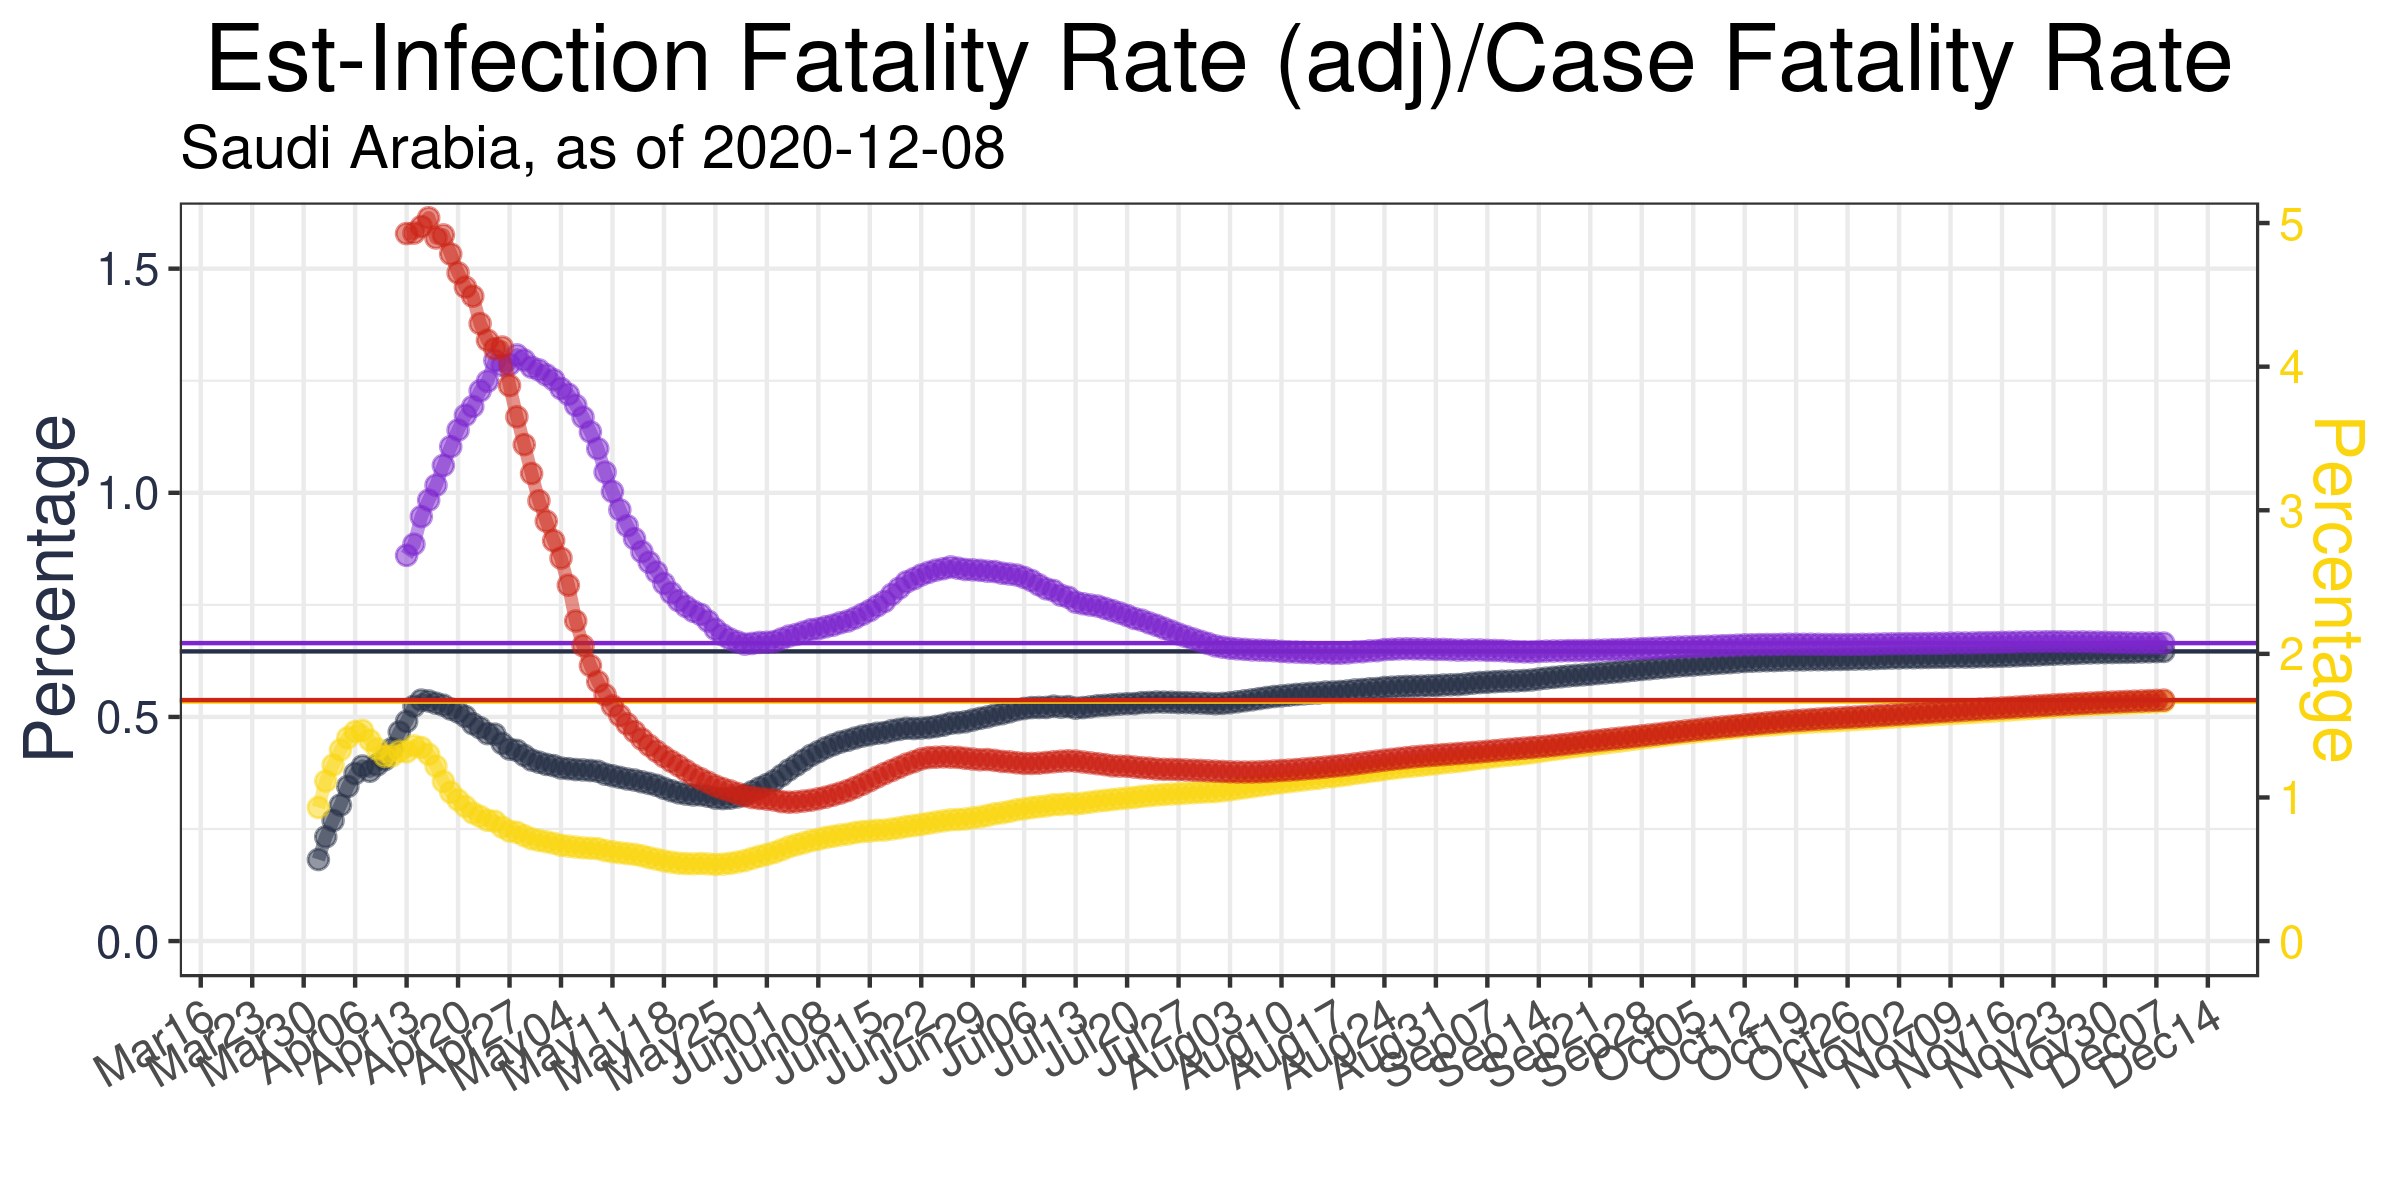 Est-Infection Fatality Rate (adj)/Case Fatality Rate
Saudi Arabia, as of 2020-12-08
Percentage
1.5
1.0
0.5
0.0
5
4
3
2
1
0
Percentage
Mar16
Mar23
Mar30
Apr06
Apr13
Apr20
Apr27
May04
May11
May18
May25
Jun01
Jun08
Jun15
Jun22
Jun29
Jul06
Jul13
Jul20
Jul27
Aug03
Aug10
Aug17
Aug24
Aug31
Sep07
Sep14
Sep21
Sep28
Oct05
Oct12
Oct19
Oct26
Nov02
Nov09
Nov16
Nov23
Nov30
Dec07
Dec14